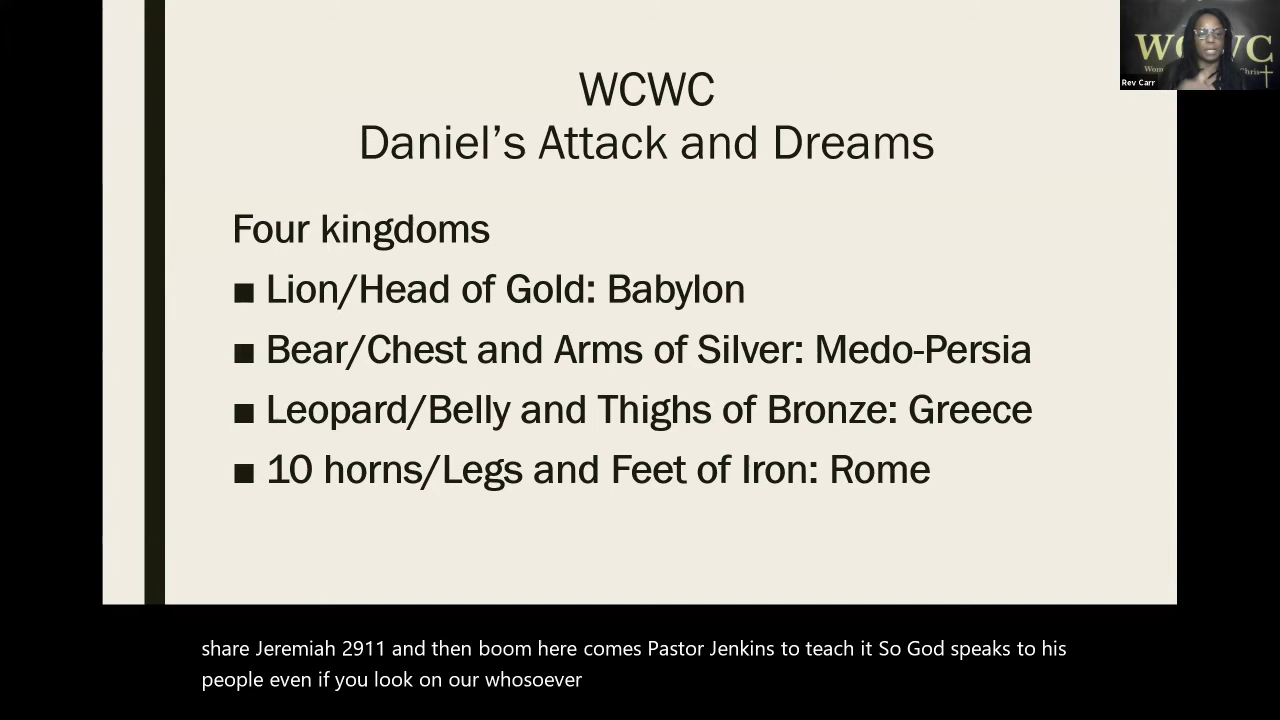 WCWC
Daniel’s Attack and Dreams
Four kingdoms
■ Lion/Head of Gold: Babylon
■ Bear/Chest and Arms of Silver: Medo-Persia
■ Leopard/Belly and Thighs of Bronze: Greece
■ 10 horns/Legs and Feet of Iron: Rome
Rev Carr
share Jeremiah 2911 and then boom here comes Pastor Jenkins to teach it So God speaks to his
people even if you look on our whosoever